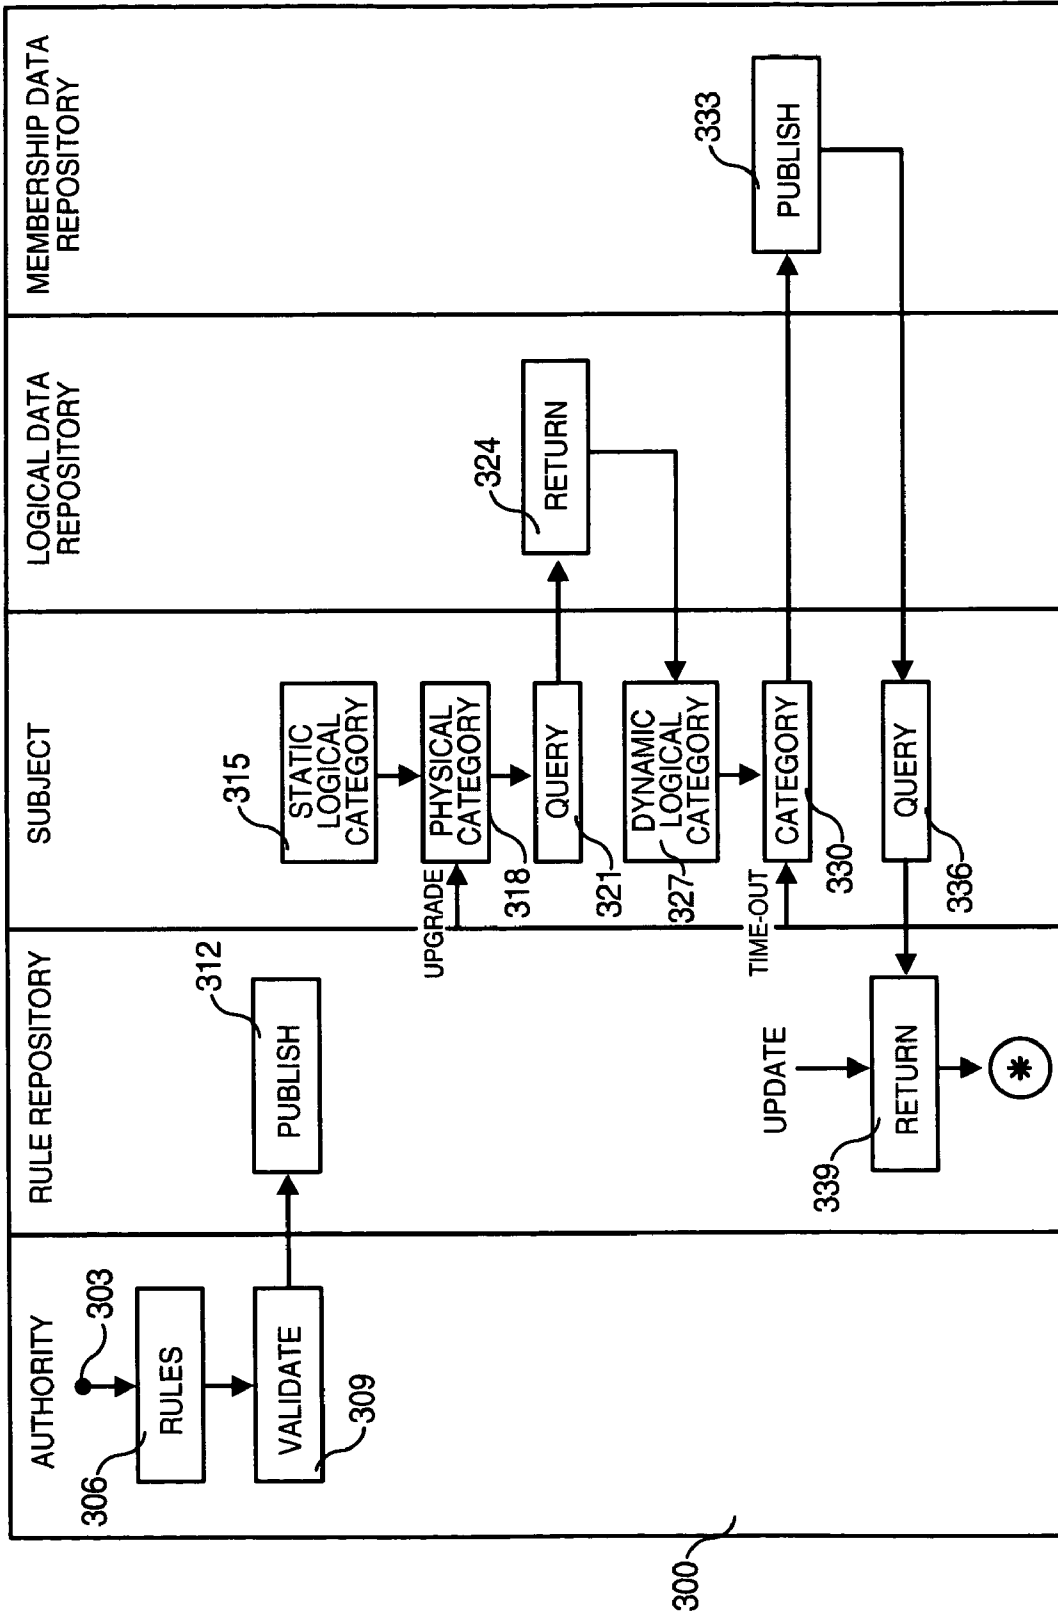 AUTHORITY
RULE REPOSITORY
SUBJECT
LOGICAL DATA
REPOSITORY
MEMBERSHIP DATA
REPOSITORY
303
306
RULES
VALIDATE
309
312
PUBLISH
315
STATIC
LOGICAL
CATEGORY
UPGRADE
PHYSICAL
CATEGORY
318
QUERY
321
324
RETURN
DYNAMIC
LOGICAL
CATEGORY
327
TIME-OUT
CATEGORY
330
333
PUBLISH
QUERY
336
UPDATE
RETURN
339
*
300